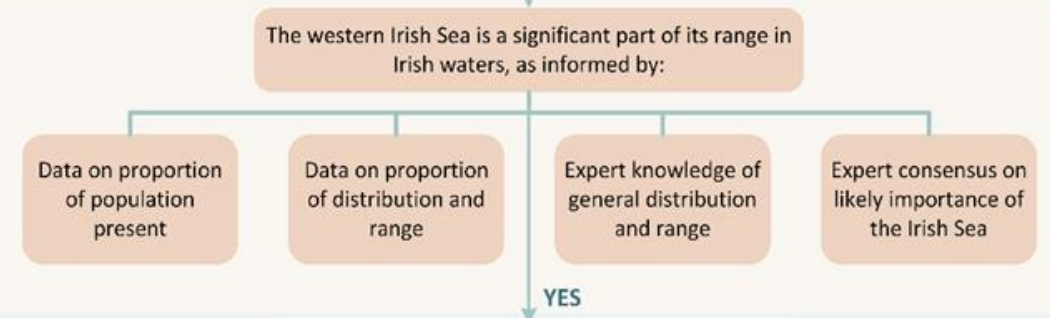 The western Irish Sea is a significant part of its range in
Irish waters, as informed by:
Data on proportion
of population
present
Data on proportion
of distribution and
range
Expert knowledge of
general distribution
and range
Expert consensus on
likely importance of
the Irish Sea
YES